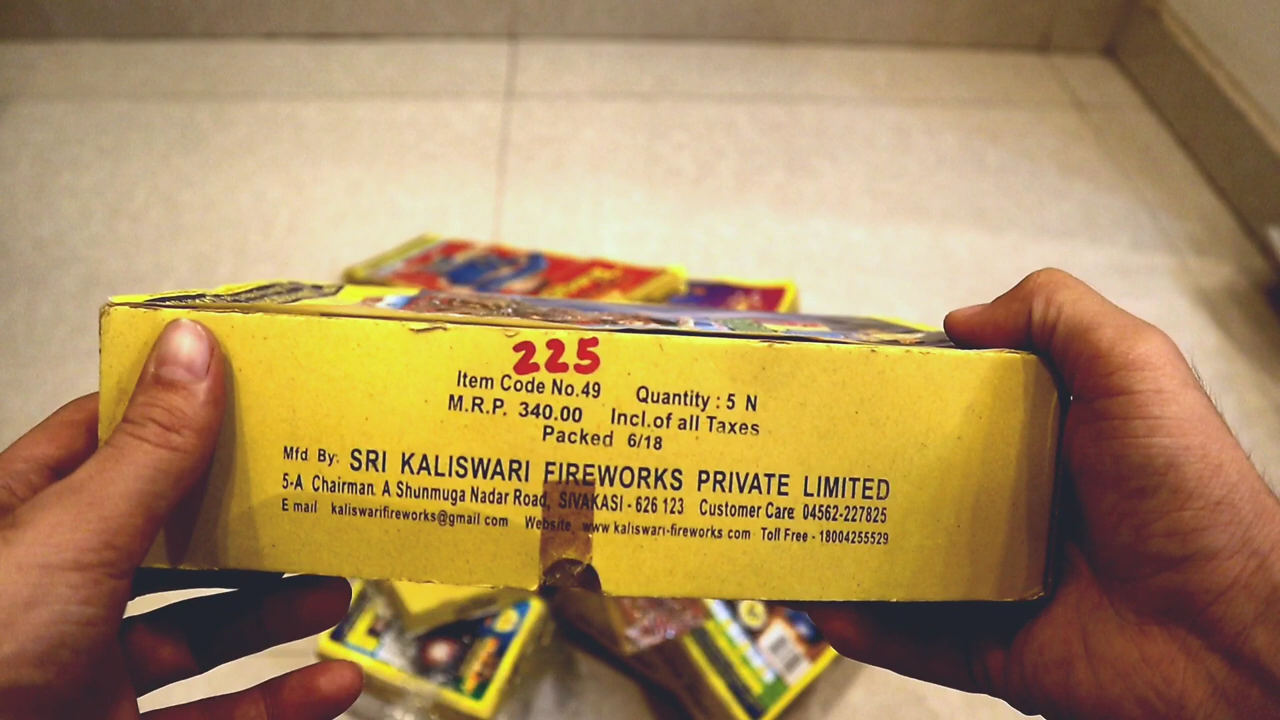 225
Item Code No.49 Quantity : 5 N
M.R.P. 340.00 Incl.of all Taxes
Packed 6/18
Mfd By: SRI KALISWARI FIREWORKS PRIVATE LIMITED
5-A Chairman. A Shunmuga Nadar Road, SIVAKASI - 626 123 Customer Care 04562-227825
E mail kaliswarifireworks@gmail com Website www kaliswari-fireworks com Toll Free - 18004255529